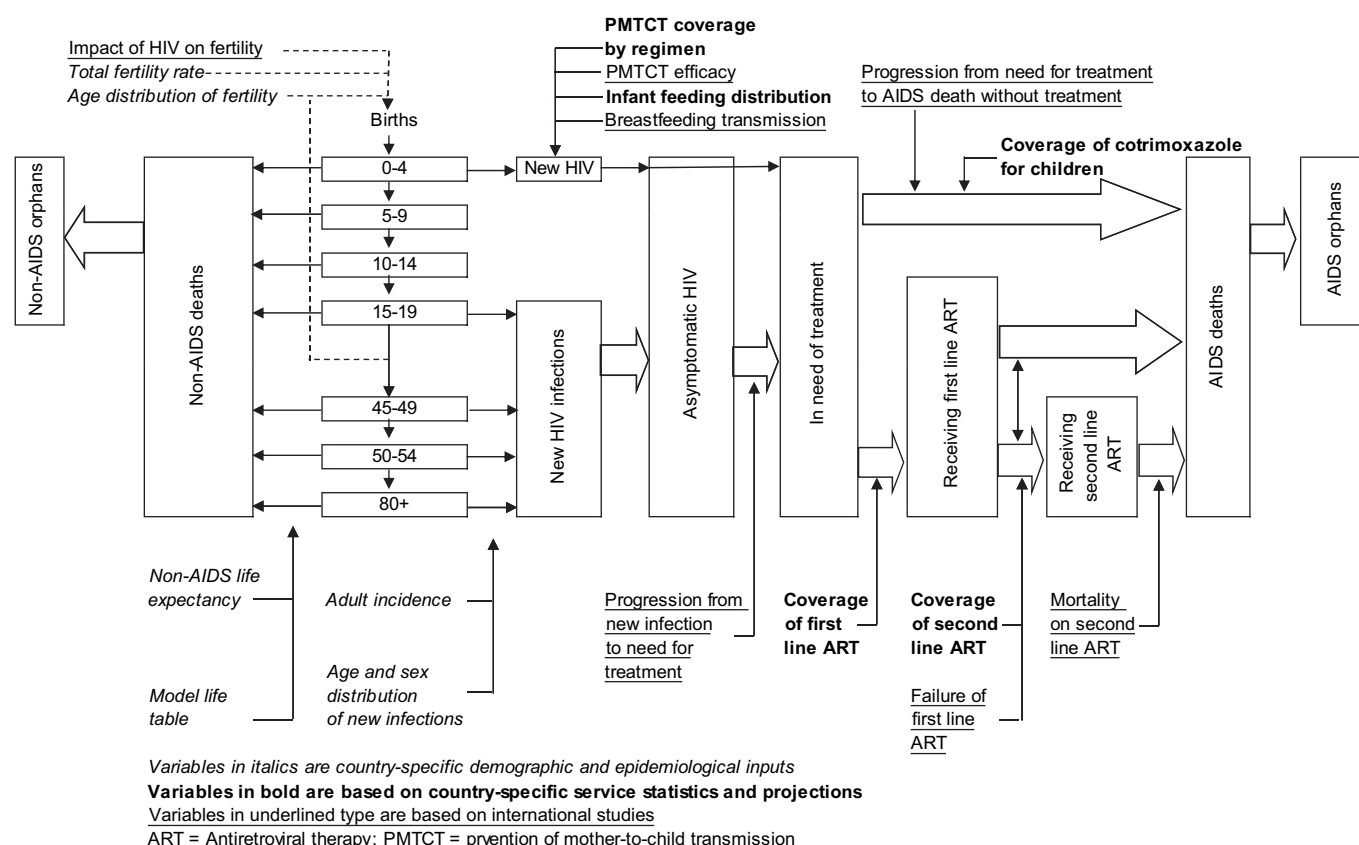 PMTCT coverage
by regimen
PMTCT efficacy
Infant feeding distribution
Breastfeeding transmission
Impact of HIV on fertility
Total fertility rate
Age distribution of fertility
Births
Progression from need for treatment
to AIDS death without treatment
Coverage of cotrimoxazole
for children
Non-AIDS orphans
Non-AIDS deaths
0-4
5-9
10-14
15-19
45-49
50-54
80+
New HIV
New HIV infections
Asymptomatic HIV
In need of treatment
Receiving first line ART
Receiving
second line
ART
AIDS deaths
AIDS orphans
Non-AIDS life
expectancy
Model life
table
Adult incidence
Age and sex
distribution
of new infections
Progression from
new infection
to need for
treatment
Coverage
of first
line ART
Coverage
of second
line ART
Failure of
first line
ART
Mortality
on second
line ART
Variables in italics are country-specific demographic and epidemiological inputs
Variables in bold are based on country-specific service statistics and projections
Variables in underlined type are based on international studies
ART = Antiretroviral therapy; PMTCT = prvention of mother-to-child transmission